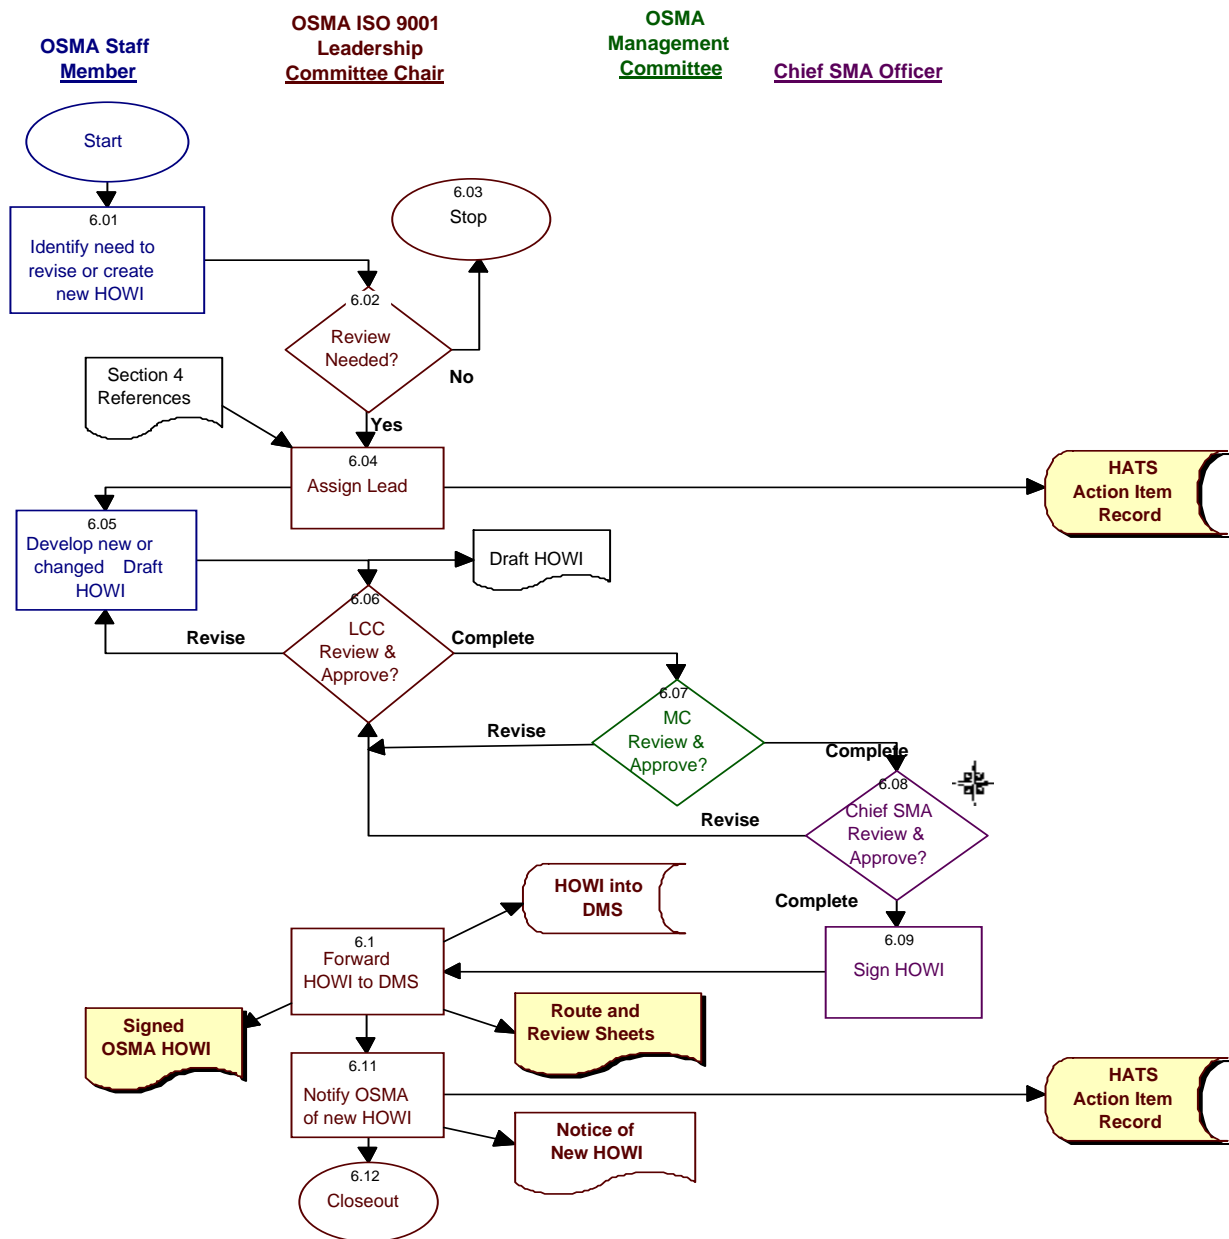 OSMA Staff
Member
OSMA ISO 9001
Leadership
Committee Chair
OSMA
Management
Committee
Chief SMA Officer
Start
6.01
Identify need to
revise or create
new HOWI
6.03
Stop
6.02
Review
Needed?
No
Yes
Section 4
References
6.04
Assign Lead
HATS
Action Item
Record
6.05
Develop new or
changed Draft
HOWI
Draft HOWI
6.06
LCC
Review &
Approve?
Revise
Complete
6.07
MC
Review &
Approve?
Revise
Complete
6.08
Chief SMA
Review &
Approve?
Revise
Complete
6.09
Sign HOWI
HOWI into
DMS
6.1
Forward
HOWI to DMS
Signed
OSMA HOWI
Route and
Review Sheets
6.11
Notify OSMA
of new HOWI
HATS
Action Item
Record
Notice of
New HOWI
6.12
Closeout